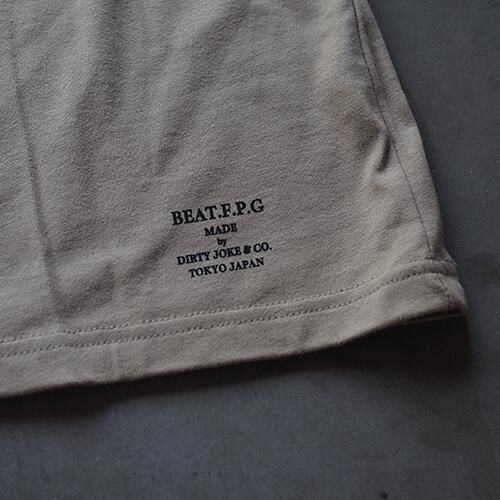 BEAT.F.P.G
MADE
by
DIRTY JOKE & CO.
TOKYO JAPAN